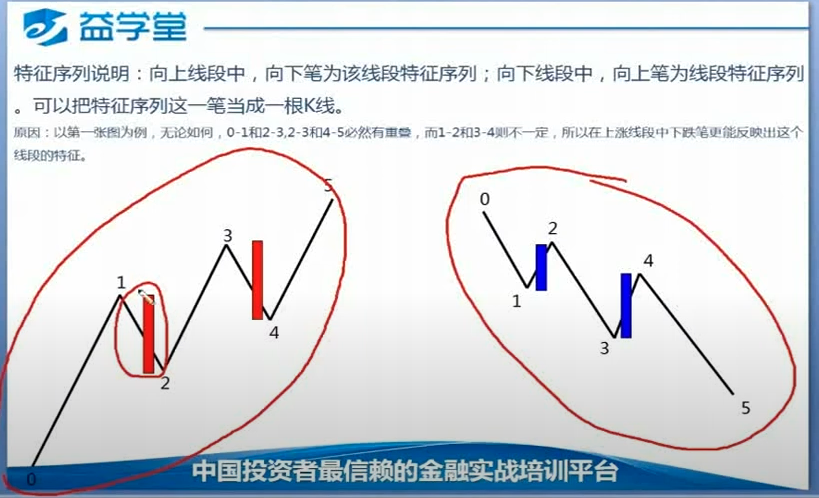 益学堂
特征序列说明：向上线段中，向下笔为该线段特征序列；向下线段中，向上笔为线段特征序列
。可以把特征序列这一笔当成一根K线。
原因：以第一张图为例，无论如何，0-1和2-3,2-3和4-5必然有重叠，而1-2和3-4则不一定，所以在上涨线段中下跌笔更能反映出这个
线段的特征。
5
0
3
2
4
1
1
4
3
2
5
0
中国投资者最信赖的金融实战培训平台